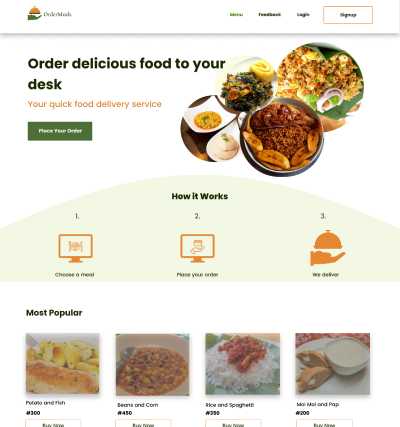 OrderMeals
Menu
Feedback
Login
Signup
Order delicious food to your
desk
Your quick food delivery service
Place Your Order
How it Works
1.
2.
3.
Choose a meal
Place your order
We deliver
Most Popular
Potato and Fish
#300
Buy Now
Beans and Corn
#450
Buy Now
Rice and Spaghetti
#350
Buy Now
Moi Moi and Pap
#200
Buy Now